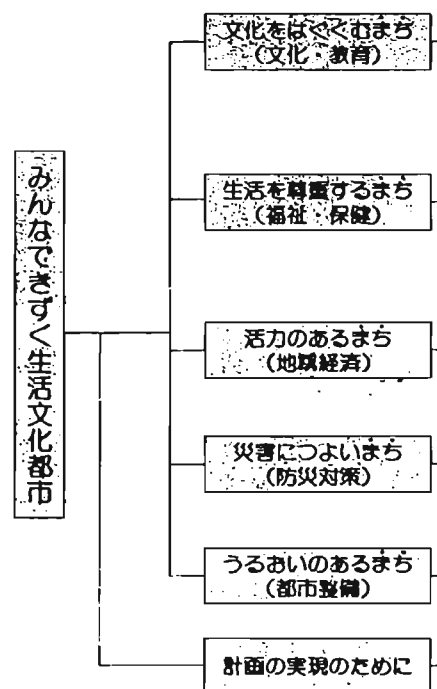 みんなできずく生活文化都市
文化をはぐくむまち
(文化・教育)
生活を尊重するまち
(福祉・保健)
活力のあるまち
(地域経済)
災害につよいまち
(防災対策)
うるおいのあるまち
(都市整備)
計画の実現のために